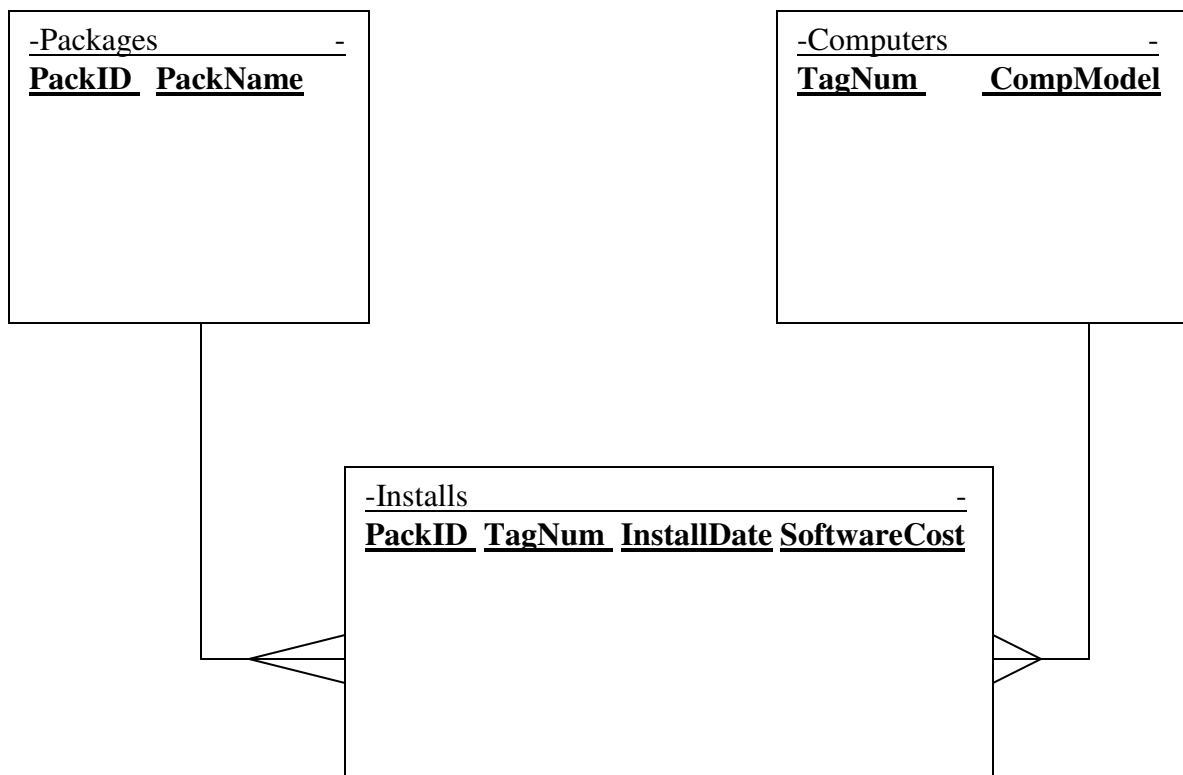 -Packages -
PackID PackName
-Computers -
TagNum CompModel
-Installs -
PackID TagNum InstallDate SoftwareCost